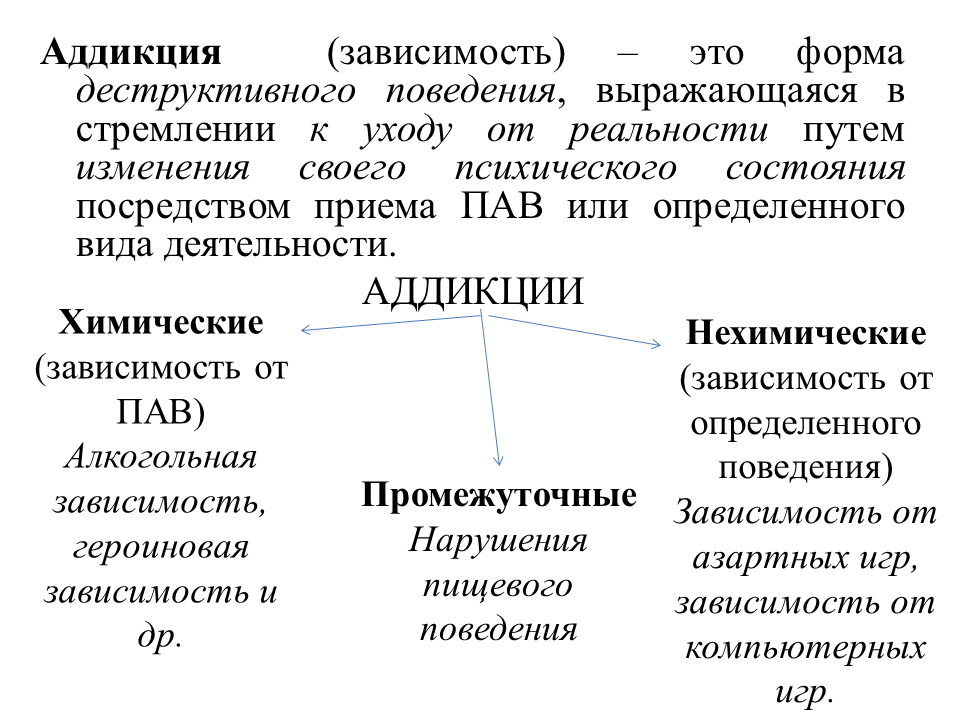 Аддикция (зависимость) – это форма
деструктивного поведения, выражающаяся в
стремлении к уходу от реальности путем
изменения своего психического состояния
посредством приема ПАВ или определенного
вида деятельности.
АДДИКЦИИ
Химические
(зависимость от
ПАВ)
Алкогольная
зависимость,
героиновая
зависимость и
др.
Промежуточные
Нарушения
пищевого
поведения
Нехимические
(зависимость от
определенного
поведения)
Зависимость от
азартных игр,
зависимость от
компьютерных
игр.